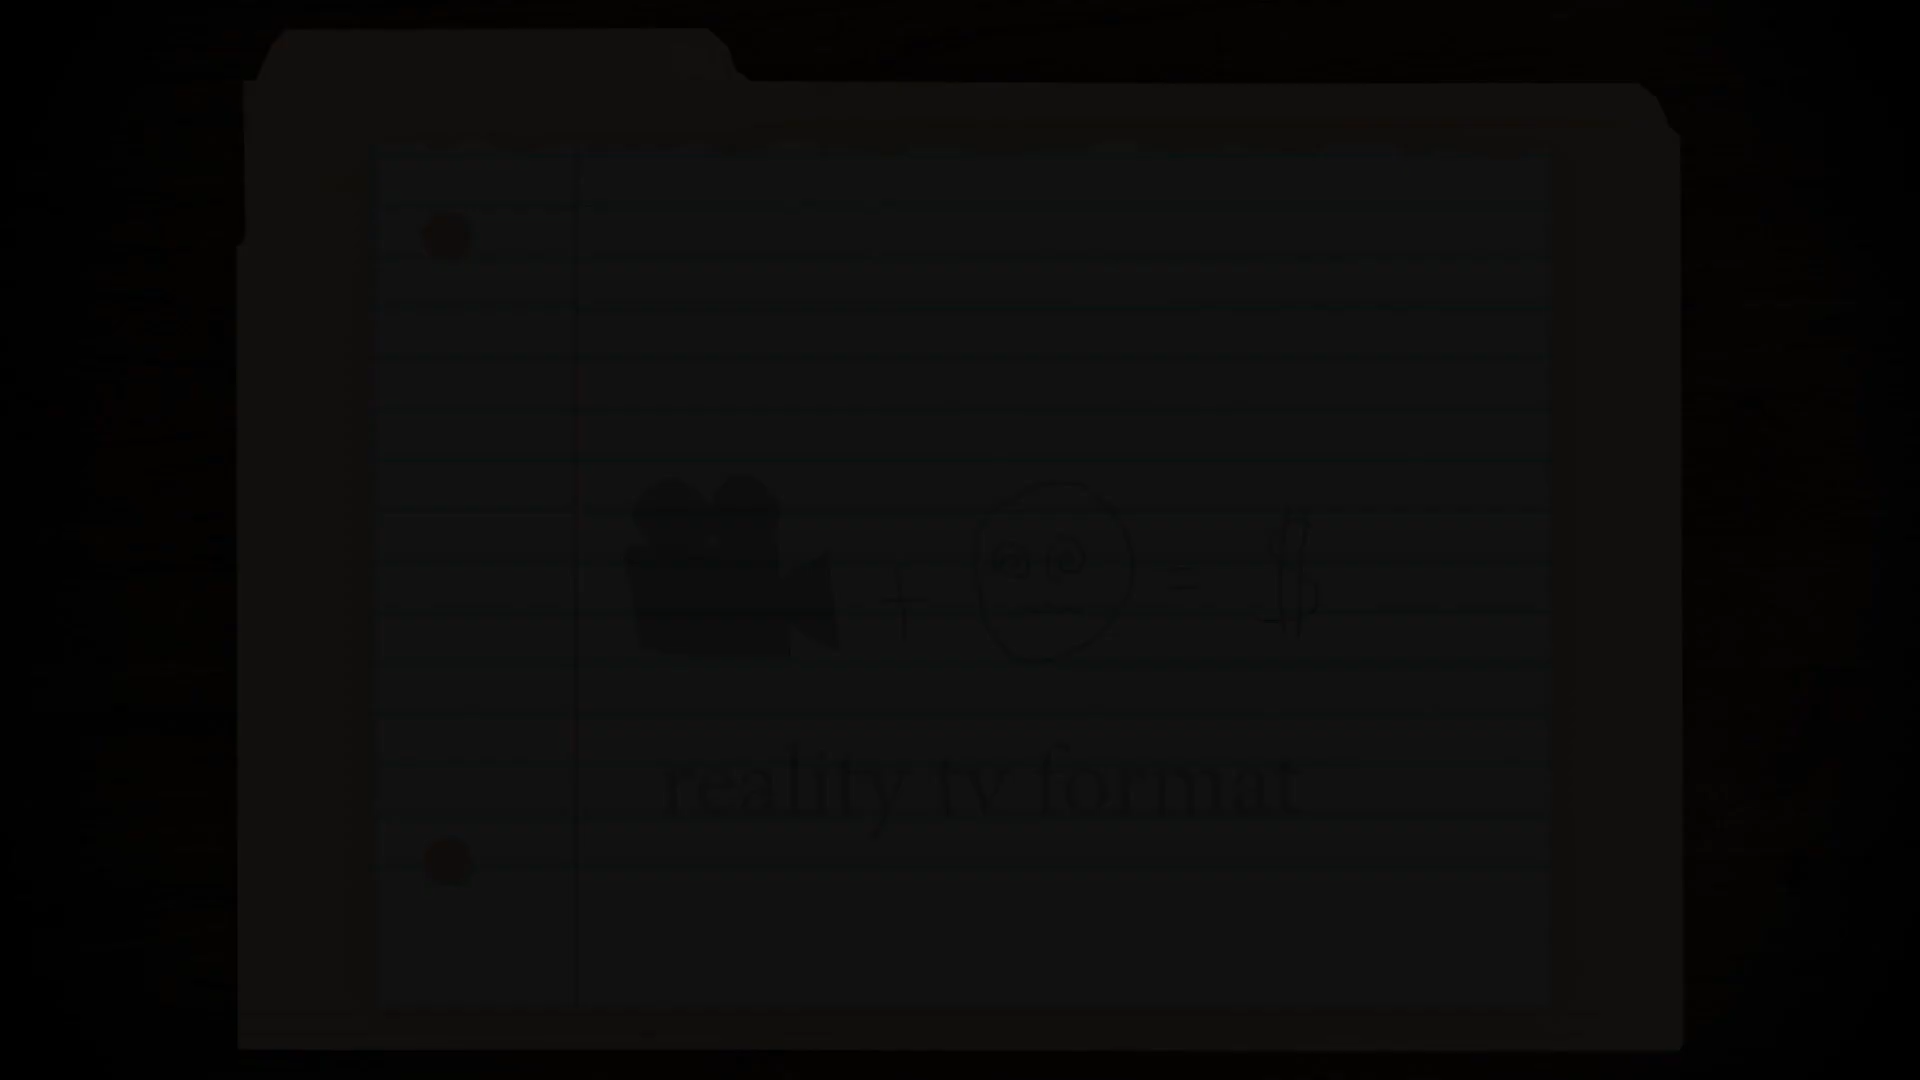 + = $
reality tv format